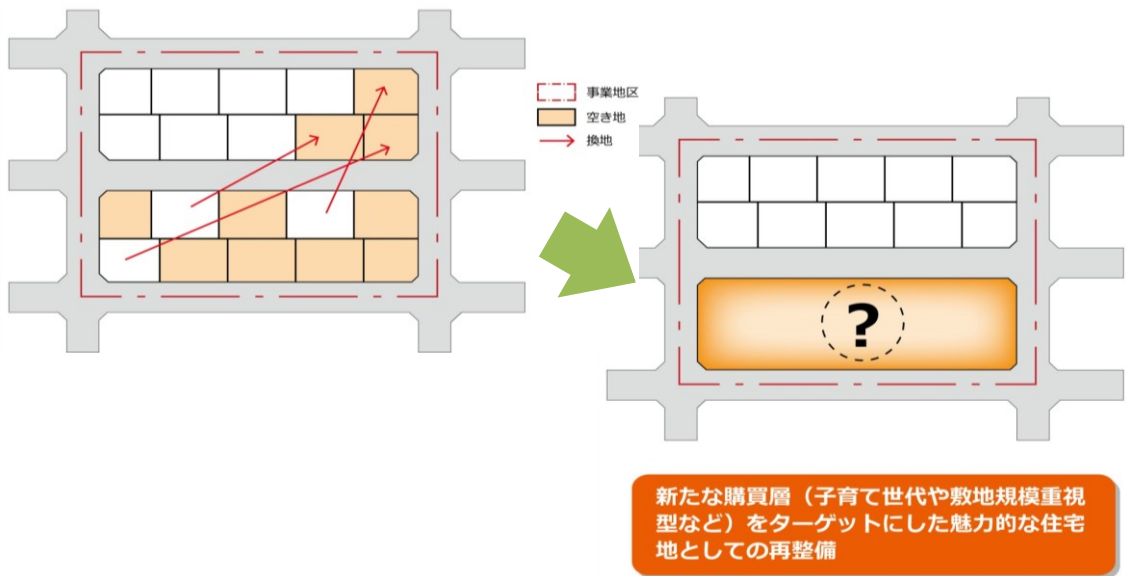 事業地区
空き地
換地
?
新たな購買層（子育て世代や敷地規模重視
型など）をターゲットにした魅力的な住宅
地としての再整備